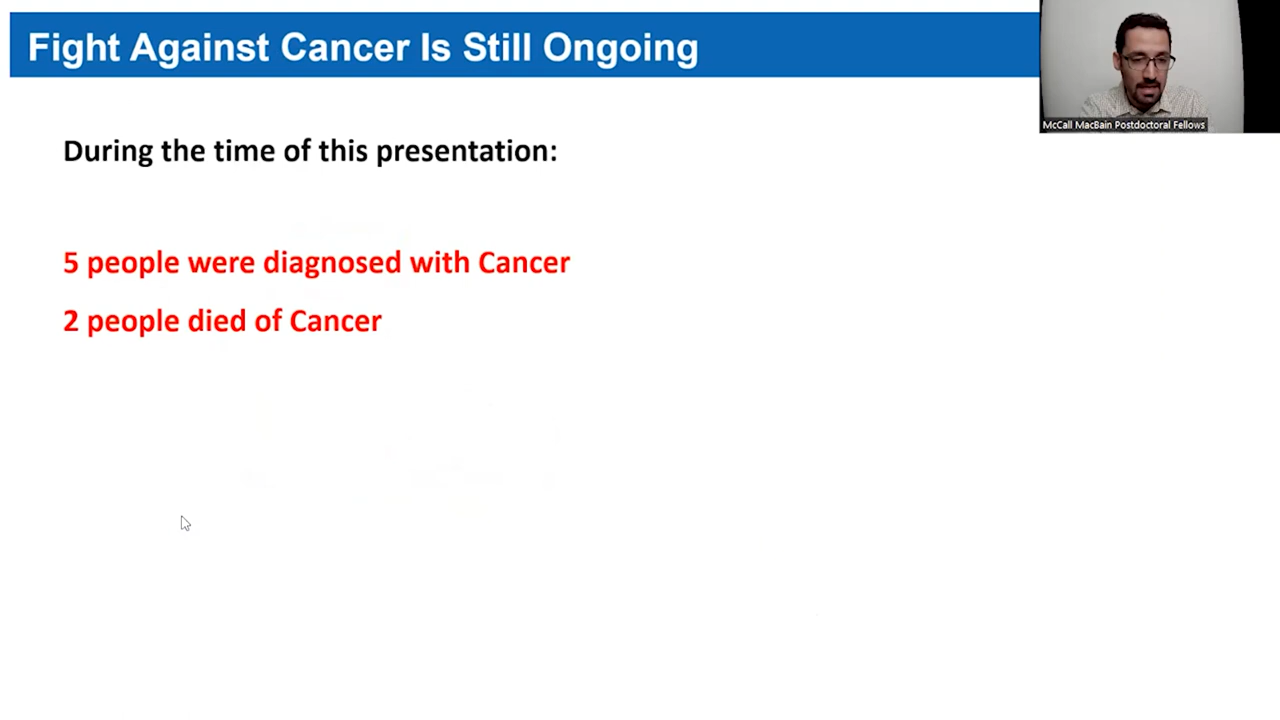 Fight Against Cancer Is Still Ongoing
McCall MacBain Postdoctoral Fellows
During the time of this presentation:
5 people were diagnosed with Cancer
2 people died of Cancer